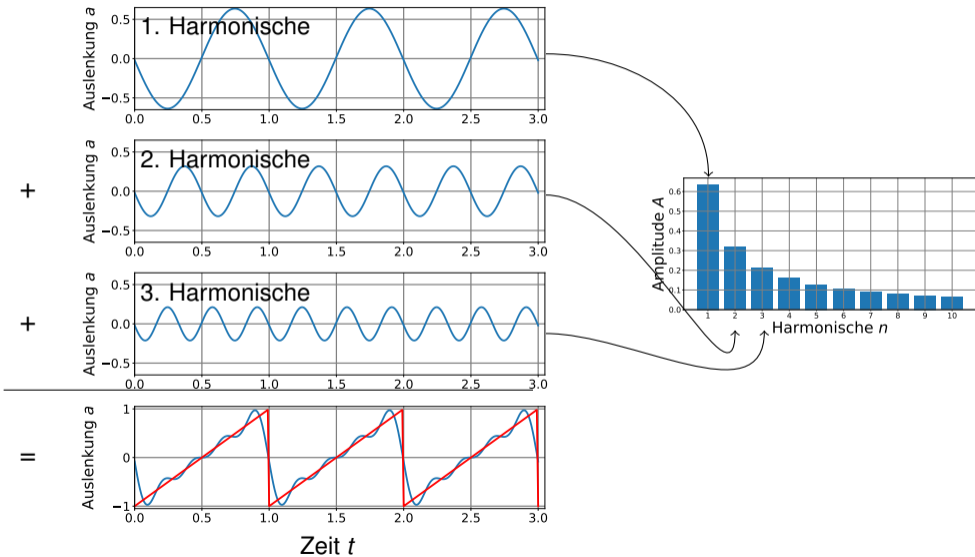 1. Harmonische
Auslenkung a
0.5
0.0
−0.5
0.0 0.5 1.0 1.5 2.0 2.5 3.0
+
2. Harmonische
Auslenkung a
0.5
0.0
−0.5
0.0 0.5 1.0 1.5 2.0 2.5 3.0
+
3. Harmonische
Auslenkung a
0.5
0.0
−0.5
0.0 0.5 1.0 1.5 2.0 2.5 3.0
=
Auslenkung a
1
0
−1
0.0 0.5 1.0 1.5 2.0 2.5 3.0
Zeit t
Amplitude A
0.6
0.5
0.4
0.3
0.2
0.1
0.0
1 2 3 4 5 6 7 8 9 10
Harmonische n